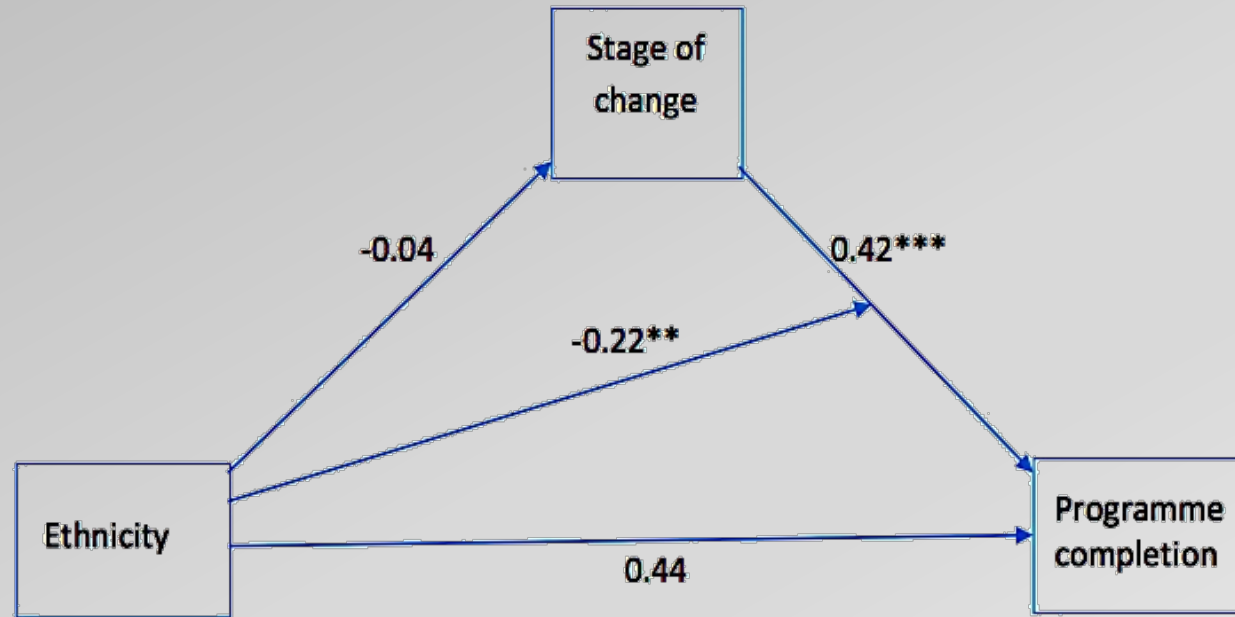 Stage of
change
-0.04
0.42***
-0.22**
Ethnicity
Programme
completion
0.44